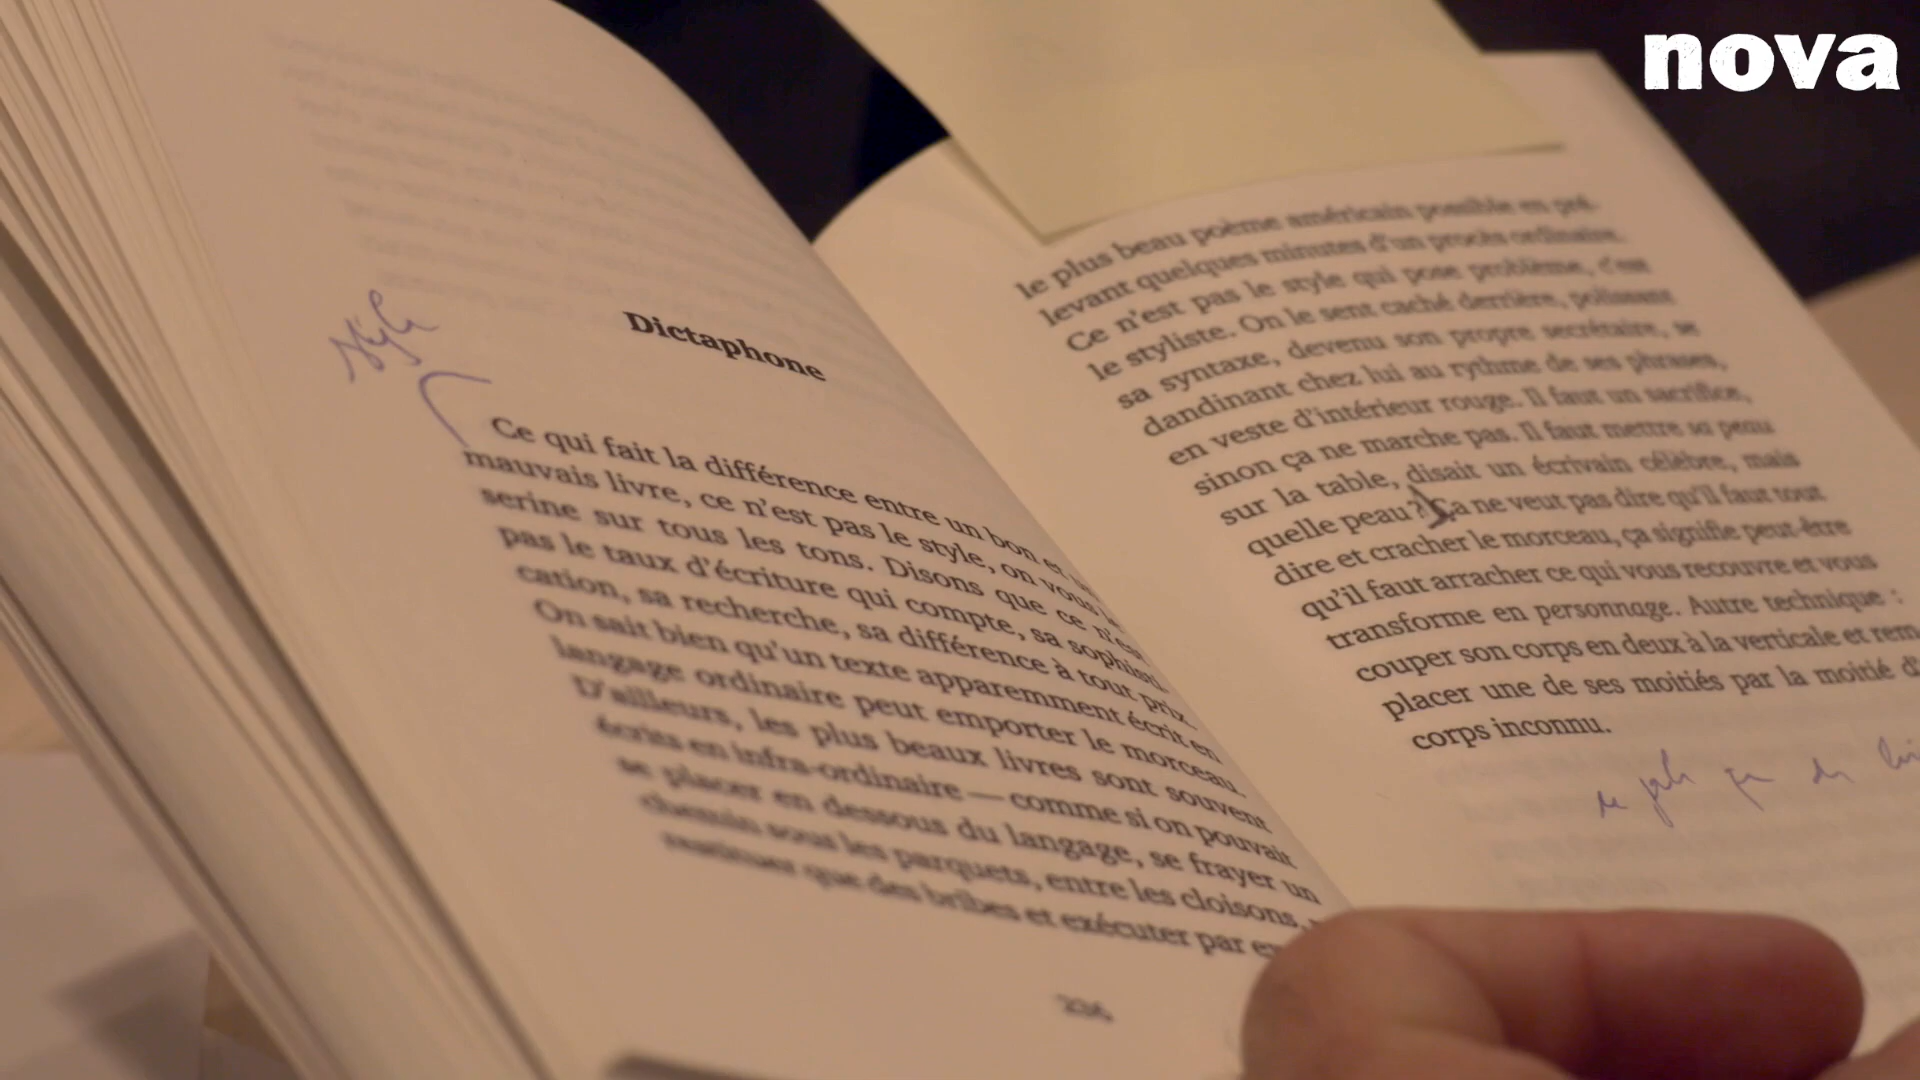 nova
style
Dictaphone
Ce qui fait la différence entre un bon et un
mauvais livre, ce n'est pas le style, on vous le
serine sur tous les tons. Disons que ce n'est
pas le taux d'écriture qui compte, sa sophisti-
cation, sa recherche, sa différence à tout prix.
On sait bien qu'un texte apparemment écrit en
langage ordinaire peut emporter le morceau.
D'ailleurs, les plus beaux livres sont souvent
écrits en infra-ordinaire — comme si on pouvait
se placer en dessous du langage, se frayer un
chemin sous les parquets, entre les cloisons,
restituer que des bribes et exécuter par
206
le plus beau poème américain possible en pré-
levant quelques minutes d'un procès ordinaire.
Ce n'est pas le style qui pose problème, c'est
le styliste. On le sent caché derrière, polissant
sa syntaxe, devenu son propre secrétaire, se
dandinant chez lui au rythme de ses phrases,
en veste d'intérieur rouge. Il faut un sacrifice,
sinon ça ne marche pas. Il faut mettre sa peau
sur la table, disait un écrivain célèbre, mais
quelle peau? Ça ne veut pas dire qu'il faut tout
dire et cracher le morceau, ça signifie peut-être
qu'il faut arracher ce qui vous recouvre et vous
transforme en personnage. Autre technique :
couper son corps en deux à la verticale et rem-
placer une de ses moitiés par la moitié d'
corps inconnu.